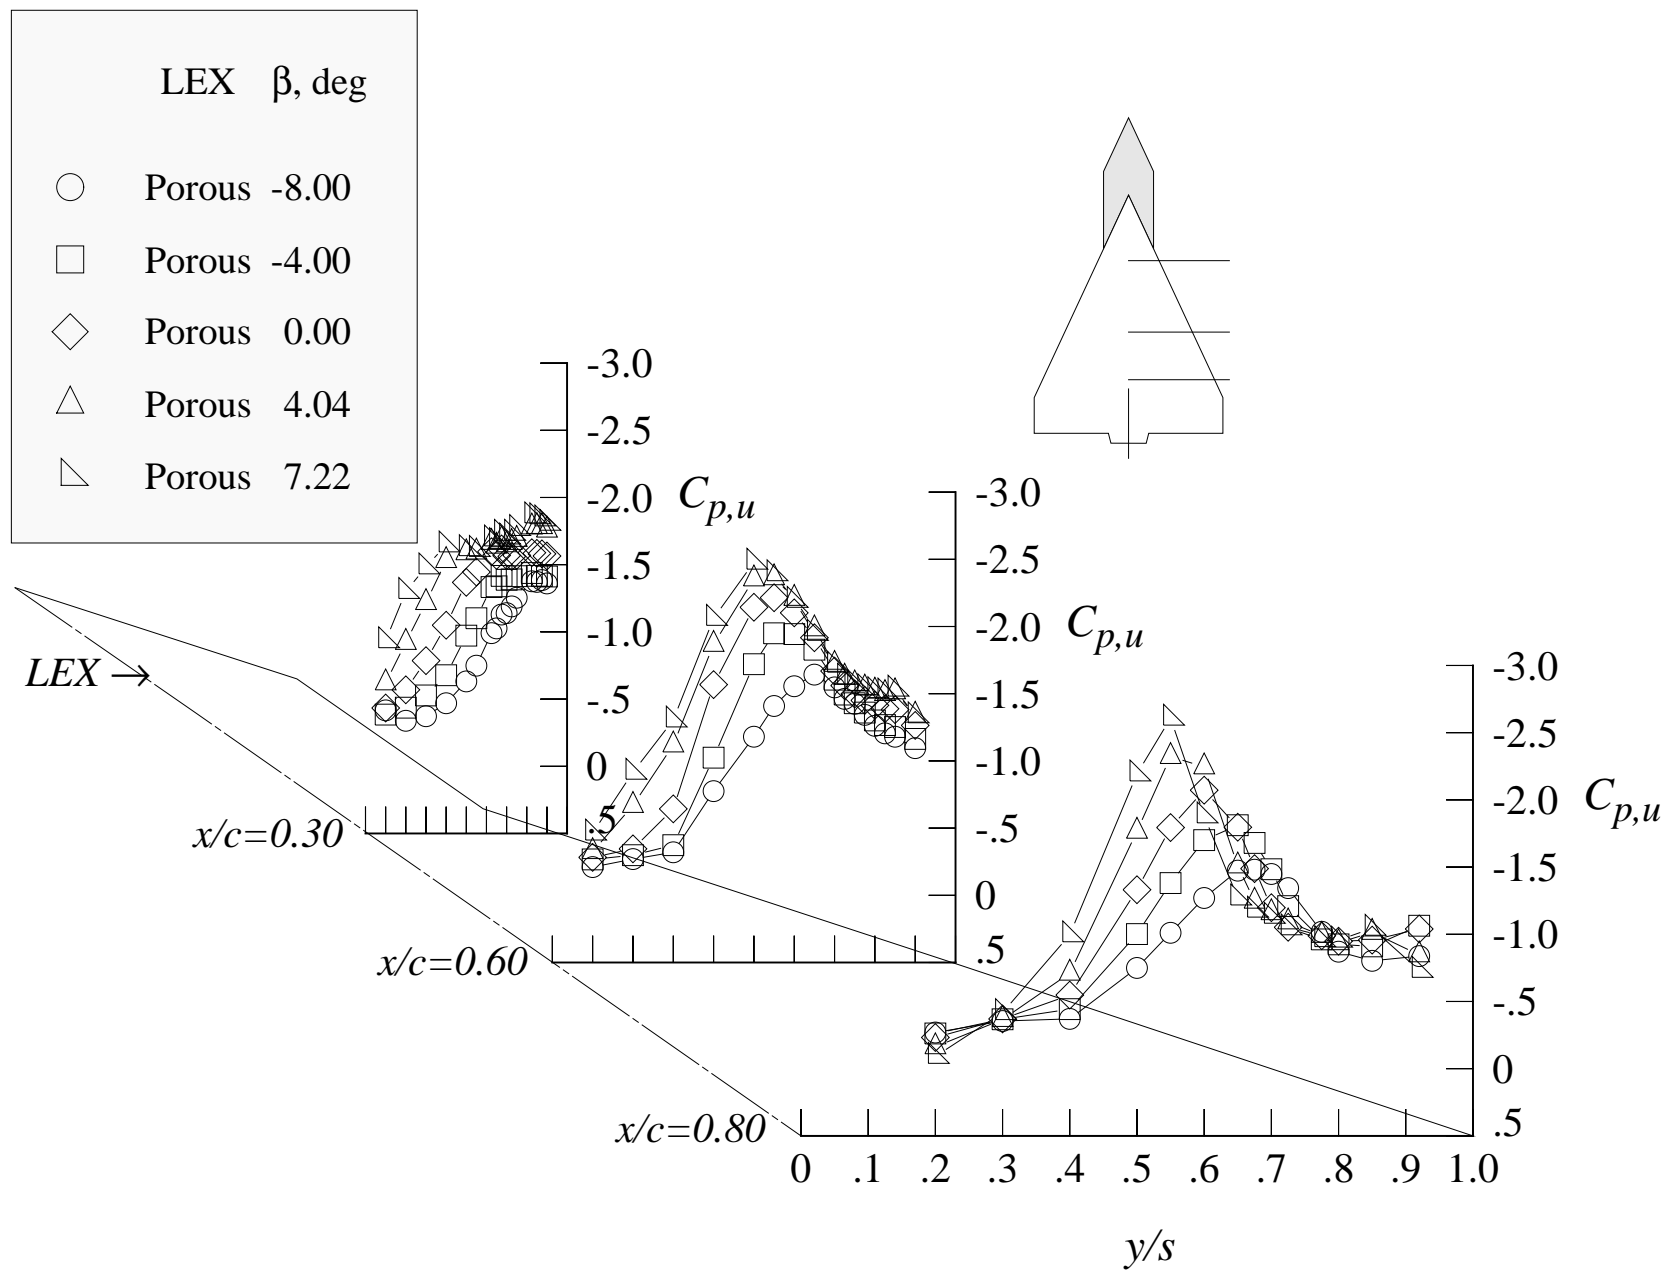 LEX β, deg
Porous -8.00
Porous -4.00
Porous 0.00
Porous 4.04
Porous 7.22
-3.0
-2.5
-2.0 Cp,u
-1.5
-1.0
-.5
0
.5
x/c=0.30
LEX →
-3.0
-2.5
-2.0 Cp,u
-1.5
-1.0
-.5
0
.5
x/c=0.60
-3.0
-2.5
-2.0 Cp,u
-1.5
-1.0
-.5
0
.5
x/c=0.80
0 .1 .2 .3 .4 .5 .6 .7 .8 .9 1.0
y/s